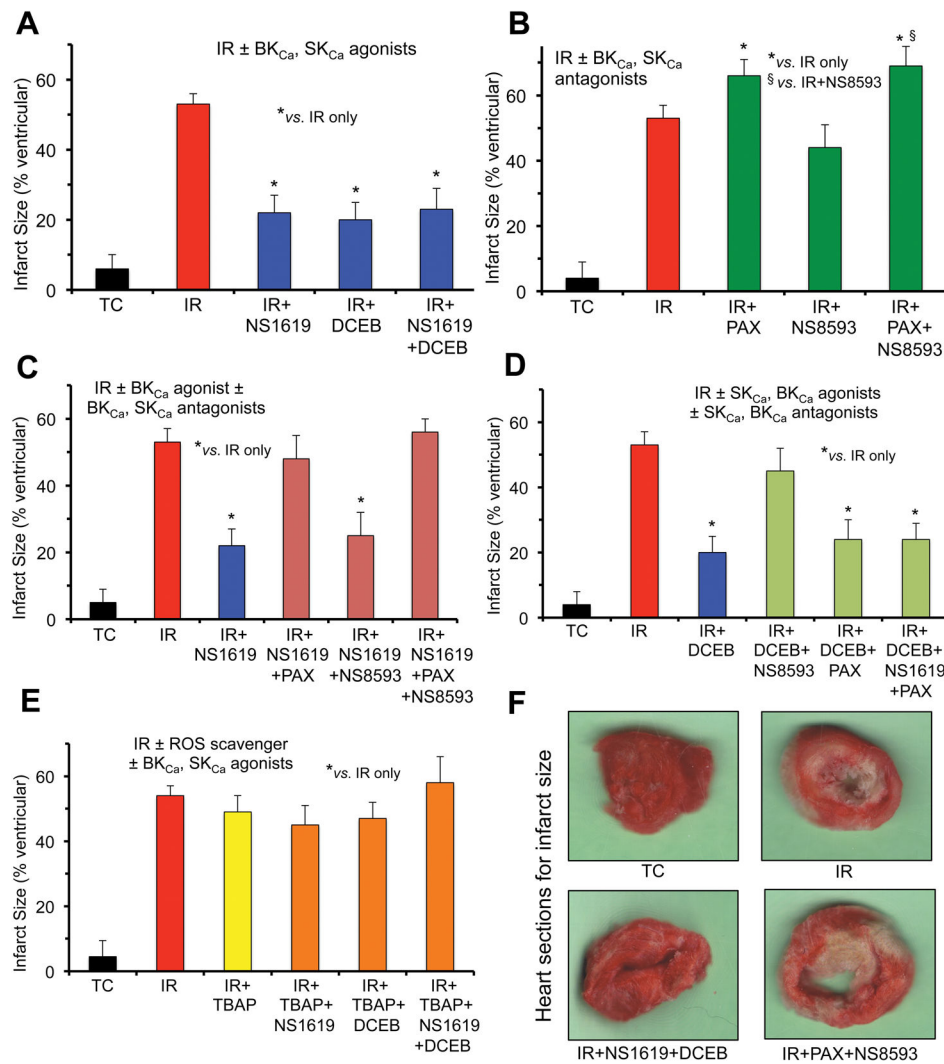 A
IR ± BKCa, SKCa agonists
*vs. IR only
Infarct Size (% ventricular)
60
40
20
0
* * *
TC IR IR+ IR+ IR+
NS1619 DCEB NS1619
+DCEB
B
IR ± BKCa, SKCa
antagonists
*vs. IR only
§ vs. IR+NS8593
Infarct Size (% ventricular)
60
40
20
0
* * §
TC IR IR+ IR+ IR+
PAX NS8593 PAX+
NS8593
C
IR ± BKCa agonist ±
BKCa, SKCa antagonists
*vs. IR only
Infarct Size (% ventricular)
60
40
20
0
* *
TC IR IR+ IR+ IR+ IR+
NS1619 NS1619 NS1619 NS1619
+PAX +NS8593 +PAX
+NS8593
D
IR ± SKCa, BKCa agonists
± SKCa, BKCa antagonists
*vs. IR only
Infarct Size (% ventricular)
60
40
20
0
* * *
TC IR IR+ IR+ IR+ IR+
DCEB DCEB+ DCEB+ DCEB+
NS8593 PAX NS1619
+PAX
E
IR ± ROS scavenger
± BKCa, SKCa agonists
*vs. IR only
Infarct Size (% ventricular)
60
40
20
0
TC IR IR+ IR+ IR+ IR+
TBAP TBAP+ TBAP+ TBAP+
NS1619 DCEB NS1619
+DCEB
F
Heart sections for infarct size
TC IR
IR+NS1619+DCEB IR+PAX+NS8593